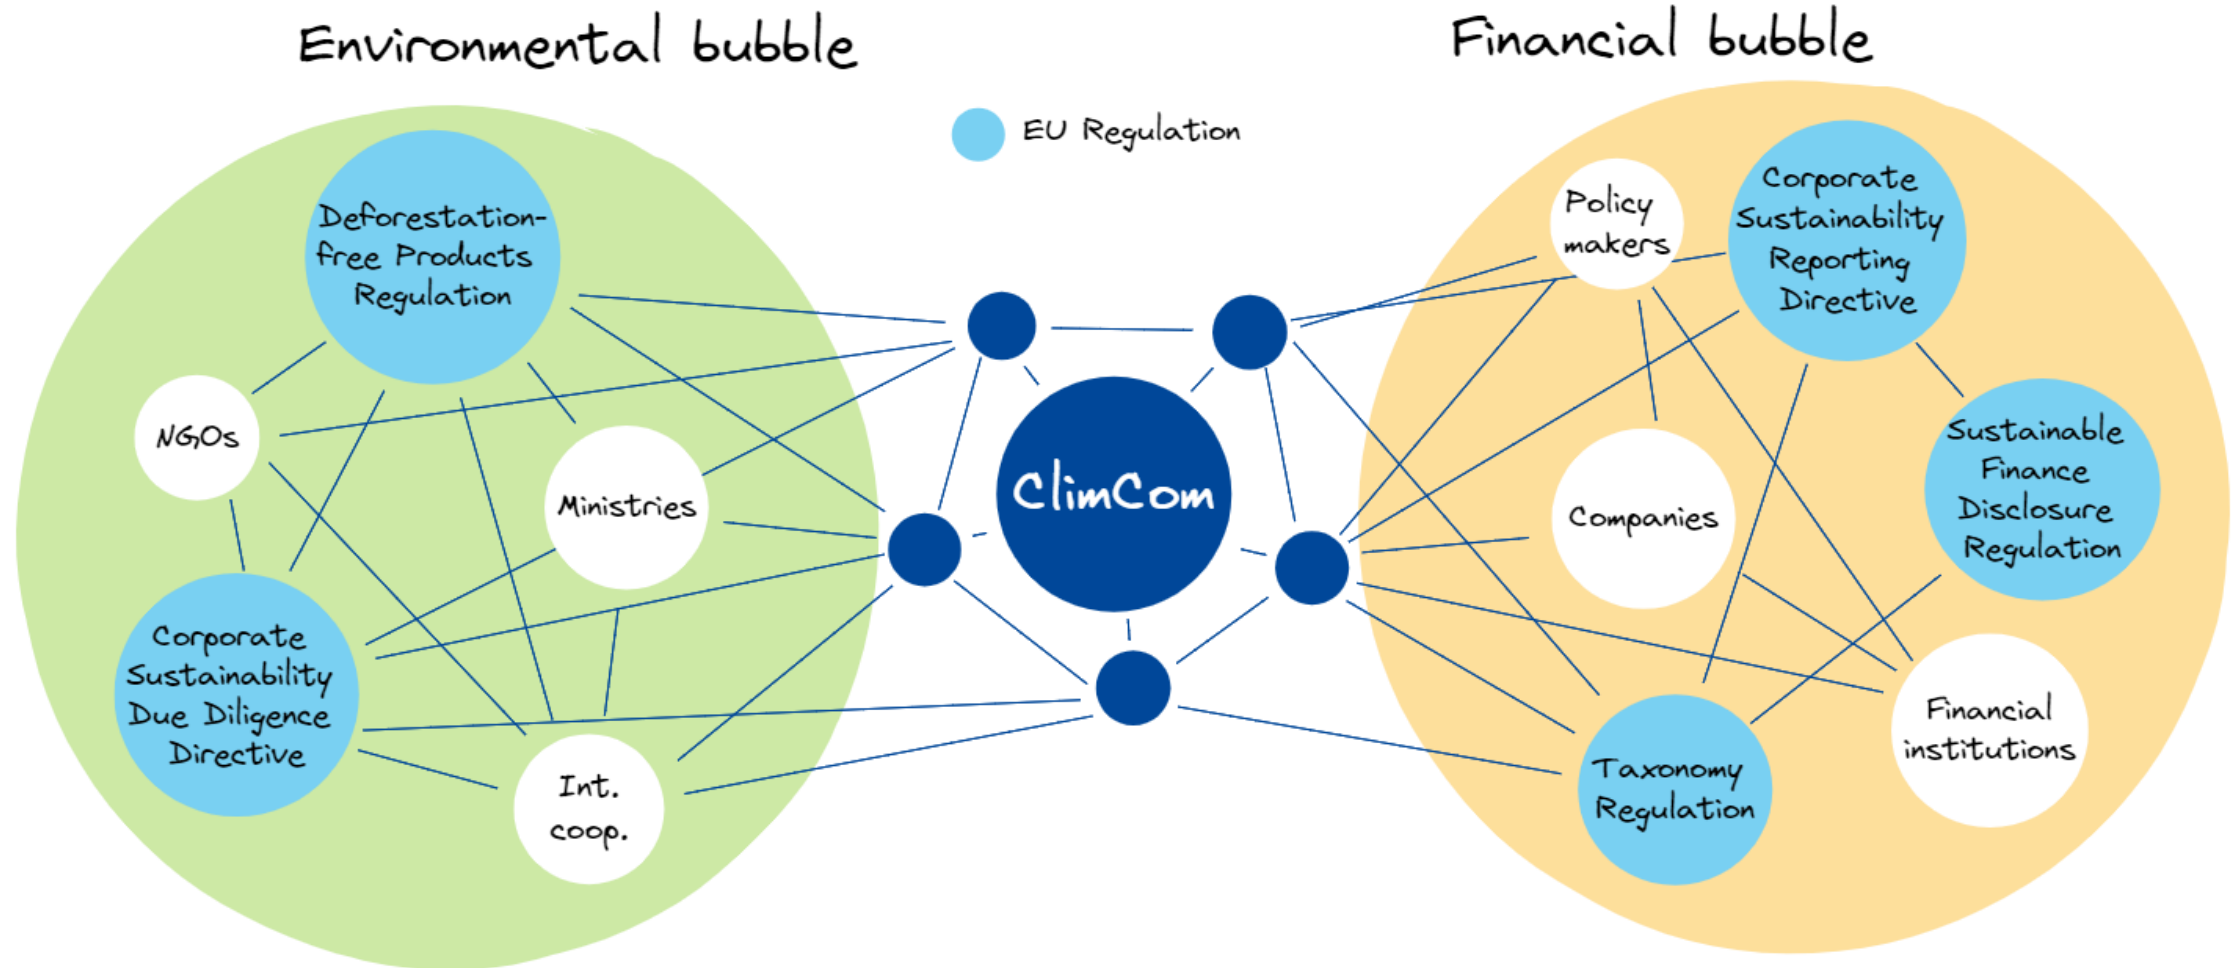 Environmental bubble
Financial bubble
EU Regulation
Deforestation-
free Products
Regulation
NGOs
Ministries
Corporate
Sustainability
Due Diligence
Directive
Int.
coop.
ClimCom
Policy
makers
Corporate
Sustainability
Reporting
Directive
Companies
Sustainable
Finance
Disclosure
Regulation
Financial
institutions
Taxonomy
Regulation